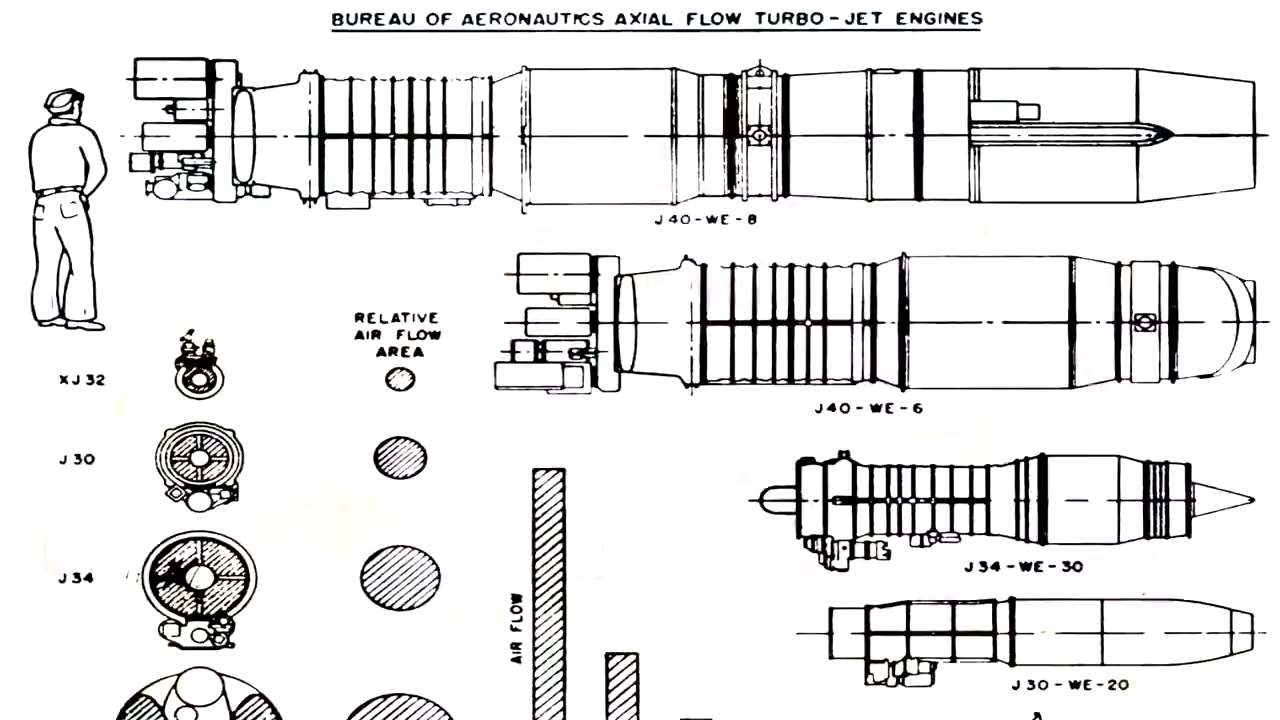 BUREAU OF AERONAUTICS AXIAL FLOW TURBO-JET ENGINES
J40-WE-8
RELATIVE
AIR FLOW
AREA
XJ32
J40-WE-6
J30
J34
AIR FLOW
J34-WE-30
J30-WE-20